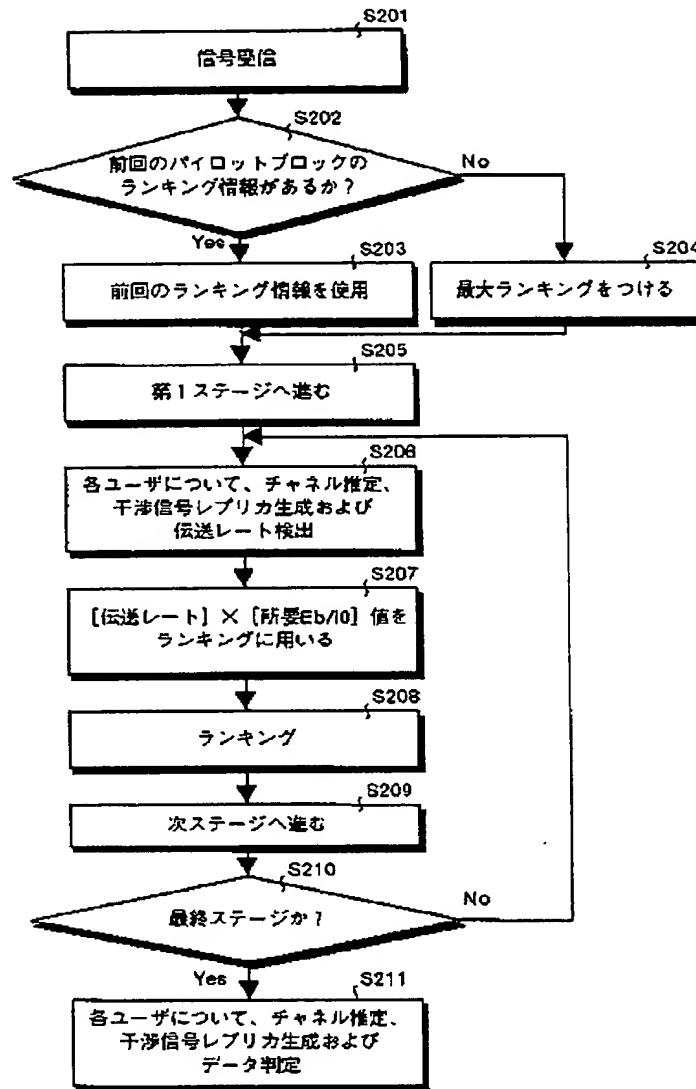 S201
信号受信
S202
前回のパイロットブロックの
ランキング情報があるか?
No
Yes
S203
前回のランキング情報を使用
S204
最大ランキングをつける
S205
第1ステージへ進む
S206
各ユーザについて、チャネル推定、
干渉信号レプリカ生成および
伝送レート検出
S207
[伝送レート] × [所要Eb/I0] 値を
ランキングに用いる
S208
ランキング
S209
次ステージへ進む
S210
最終ステージか?
No
Yes
S211
各ユーザについて、チャネル推定、
干渉信号レプリカ生成および
データ判定